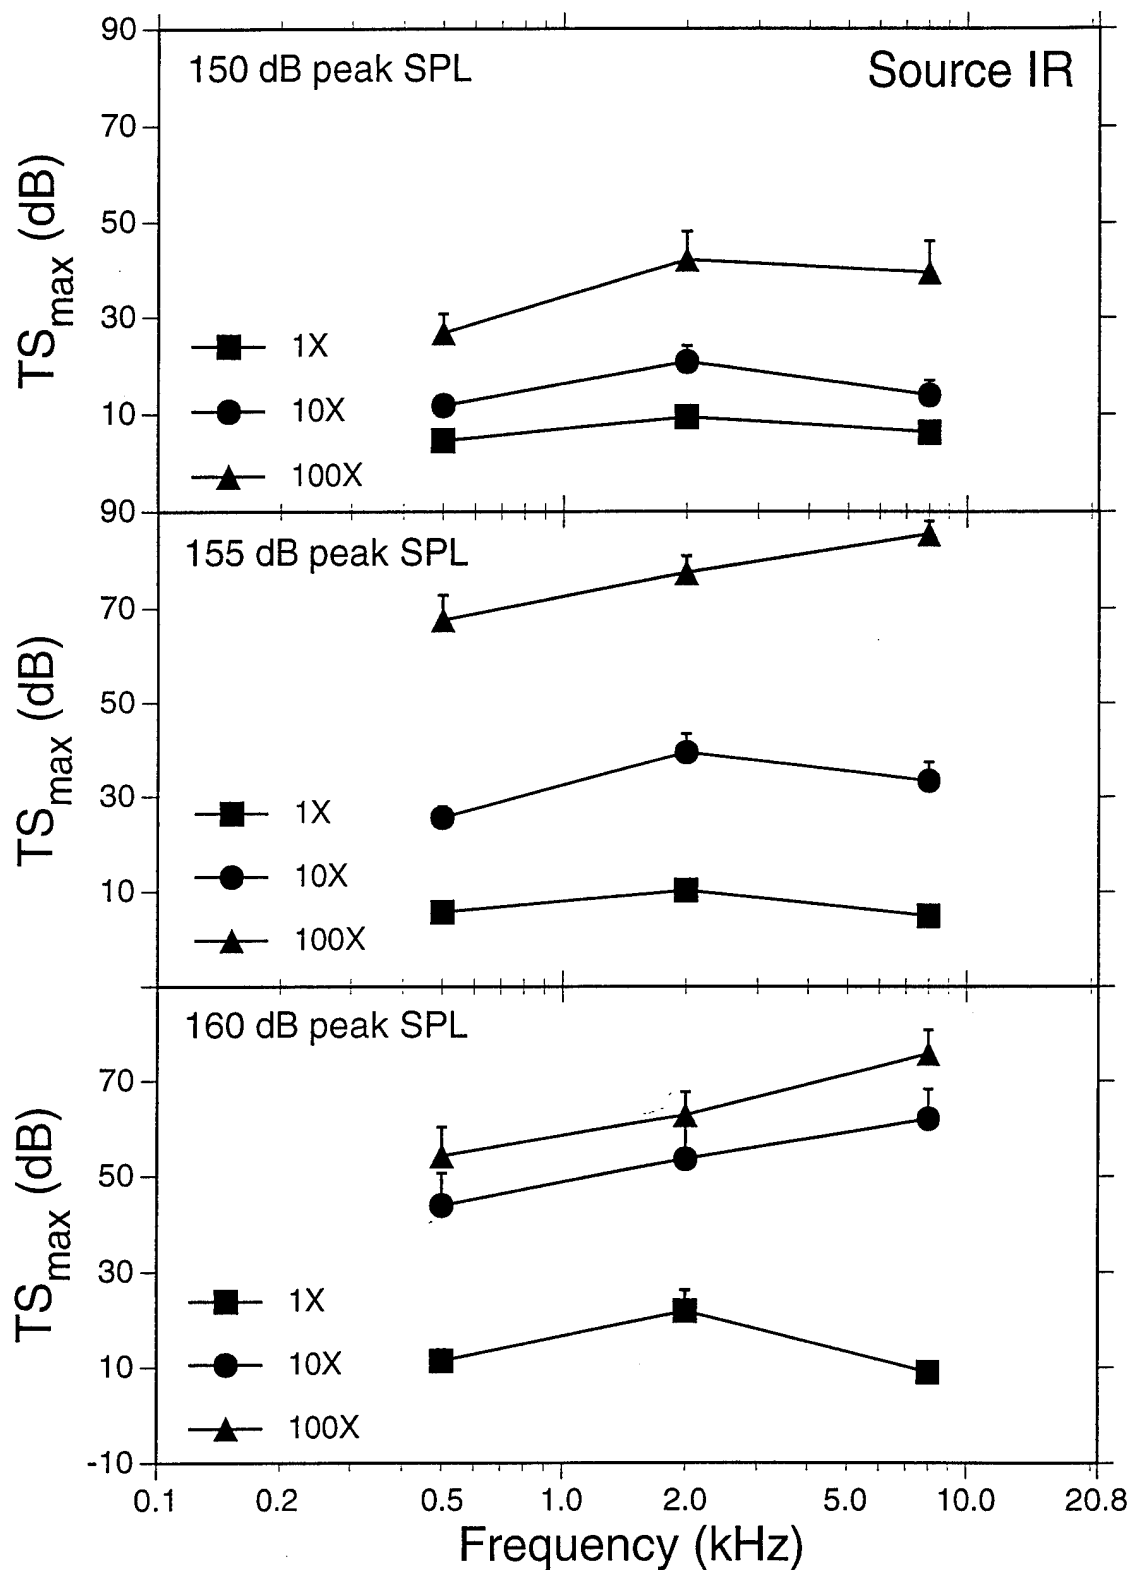 90
150 dB peak SPL
Source IR
70
50
30
10
TSmax (dB)
1X
10X
100X
90
155 dB peak SPL
70
50
30
10
TSmax (dB)
1X
10X
100X
160 dB peak SPL
70
50
30
10
-10
TSmax (dB)
1X
10X
100X
0.1 0.2 0.5 1.0 2.0 5.0 10.0 20.8
Frequency (kHz)